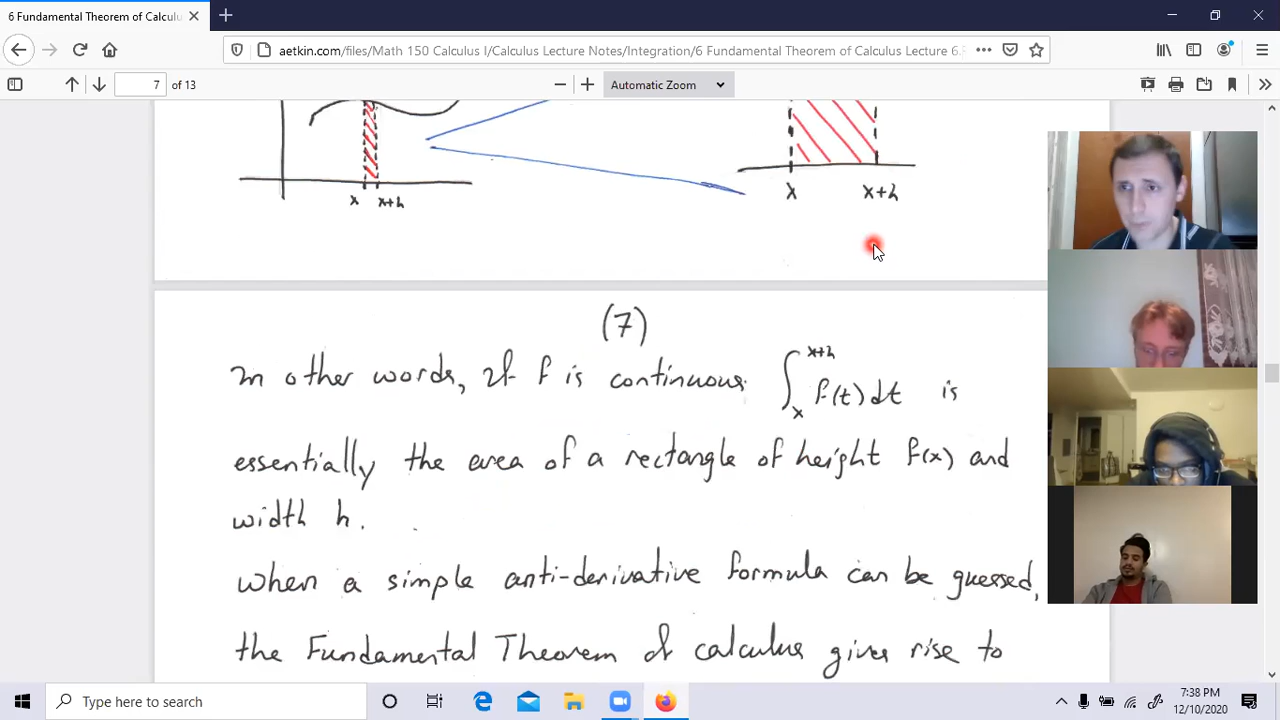 6 Fundamental Theorem of Calculu
aetkin.com/files/Math 150 Calculus I/Calculus Lecture Notes/Integration/6 Fundamental Theorem of Calculus Lecture 6.
7 of 13
Automatic Zoom
x x+h
x x+h
(7)
In other words, If f is continuous ∫ₓˣ⁺ʰ f(t)dt is
essentially the area of a rectangle of height f(x) and
width h.
When a simple anti-derivative formula can be guessed,
the Fundamental Theorem of calculus gives rise to
Type here to search
7:38 PM
12/10/2020